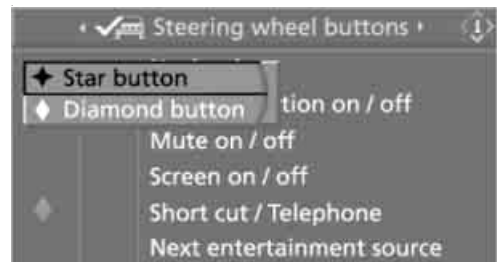 Steering wheel buttons
Star button
Diamond button
tion on / off
Mute on / off
Screen on / off
Short cut / Telephone
Next entertainment source